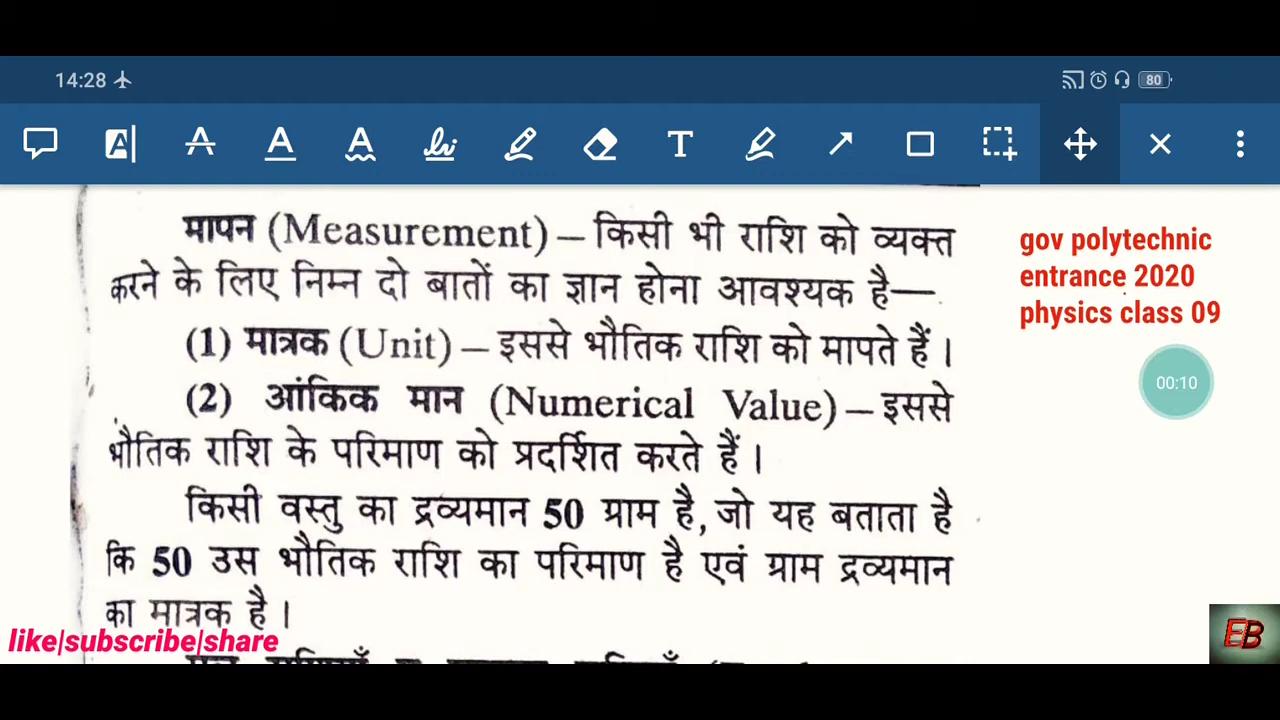 14:28
80
मापन (Measurement) – किसी भी राशि को व्यक्त
करने के लिए निम्न दो बातों का ज्ञान होना आवश्यक है—
(1) मात्रक (Unit) – इससे भौतिक राशि को मापते हैं।
(2) आंकिक मान (Numerical Value) – इससे
भौतिक राशि के परिमाण को प्रदर्शित करते हैं।
किसी वस्तु का द्रव्यमान 50 ग्राम है, जो यह बताता है
कि 50 उस भौतिक राशि का परिमाण है एवं ग्राम द्रव्यमान
का मात्रक है।
gov polytechnic
entrance 2020
physics class 09
00:10
like|subscribe|share
EB